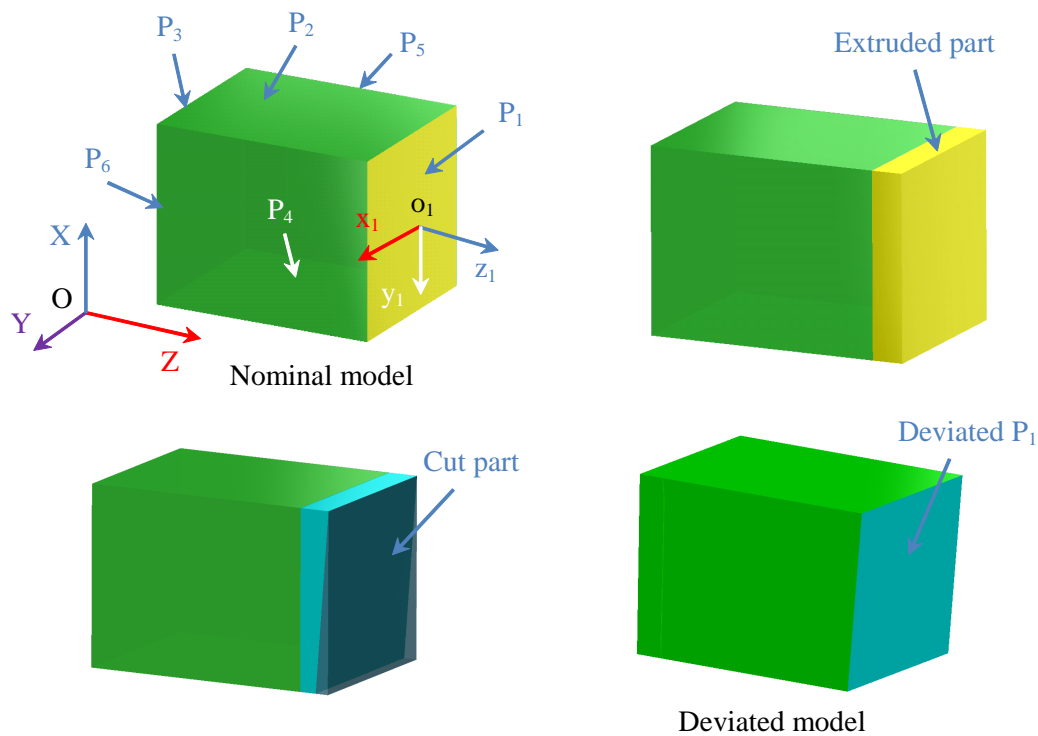 P3
P2
P5
P1
P6
P4
x1
o1
z1
y1
X
O
Y
Z
Nominal model
Extruded part
Cut part
Deviated P1
Deviated model